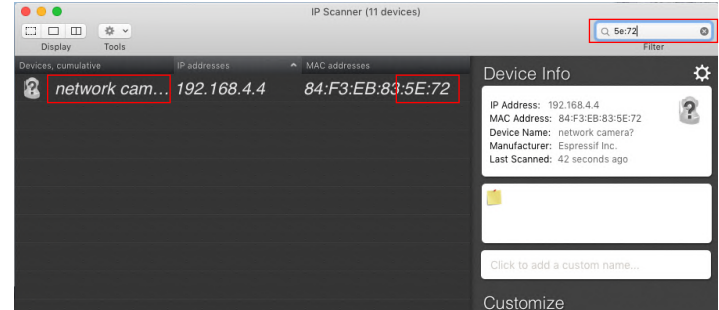 IP Scanner (11 devices)
5e:72
Display
Tools
Filter
Devices, cumulative
IP addresses
MAC addresses
network cam...
192.168.4.4
84:F3:EB:83:5E:72
Device Info
IP Address: 192.168.4.4
MAC Address: 84:F3:EB:83:5E:72
Device Name: network camera?
Manufacturer: Espressif Inc.
Last Scanned: 42 seconds ago
Click to add a custom name...
Customize